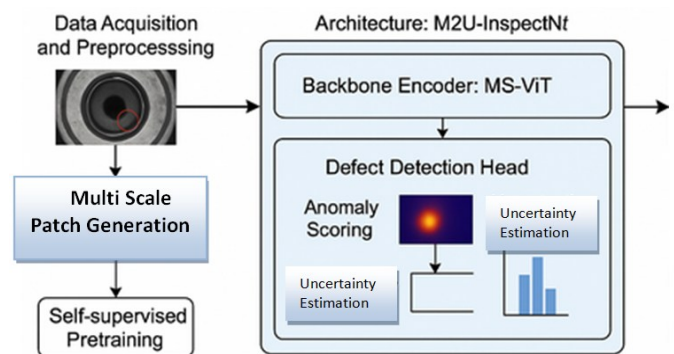 Data Acquisition
and Preprocesssing
Multi Scale
Patch Generation
Self-supervised
Pretraining
Architecture: M2U-InspectNt
Backbone Encoder: MS-ViT
Defect Detection Head
Anomaly
Scoring
Uncertainty
Estimation
Uncertainty
Estimation